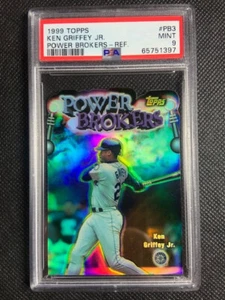 1999 TOPPS #PB3
KEN GRIFFEY JR. MINT
POWER BROKERS - REF. 9
PSA 65751397
Topps
POWER
BROKERS
Ken
Griffey Jr.